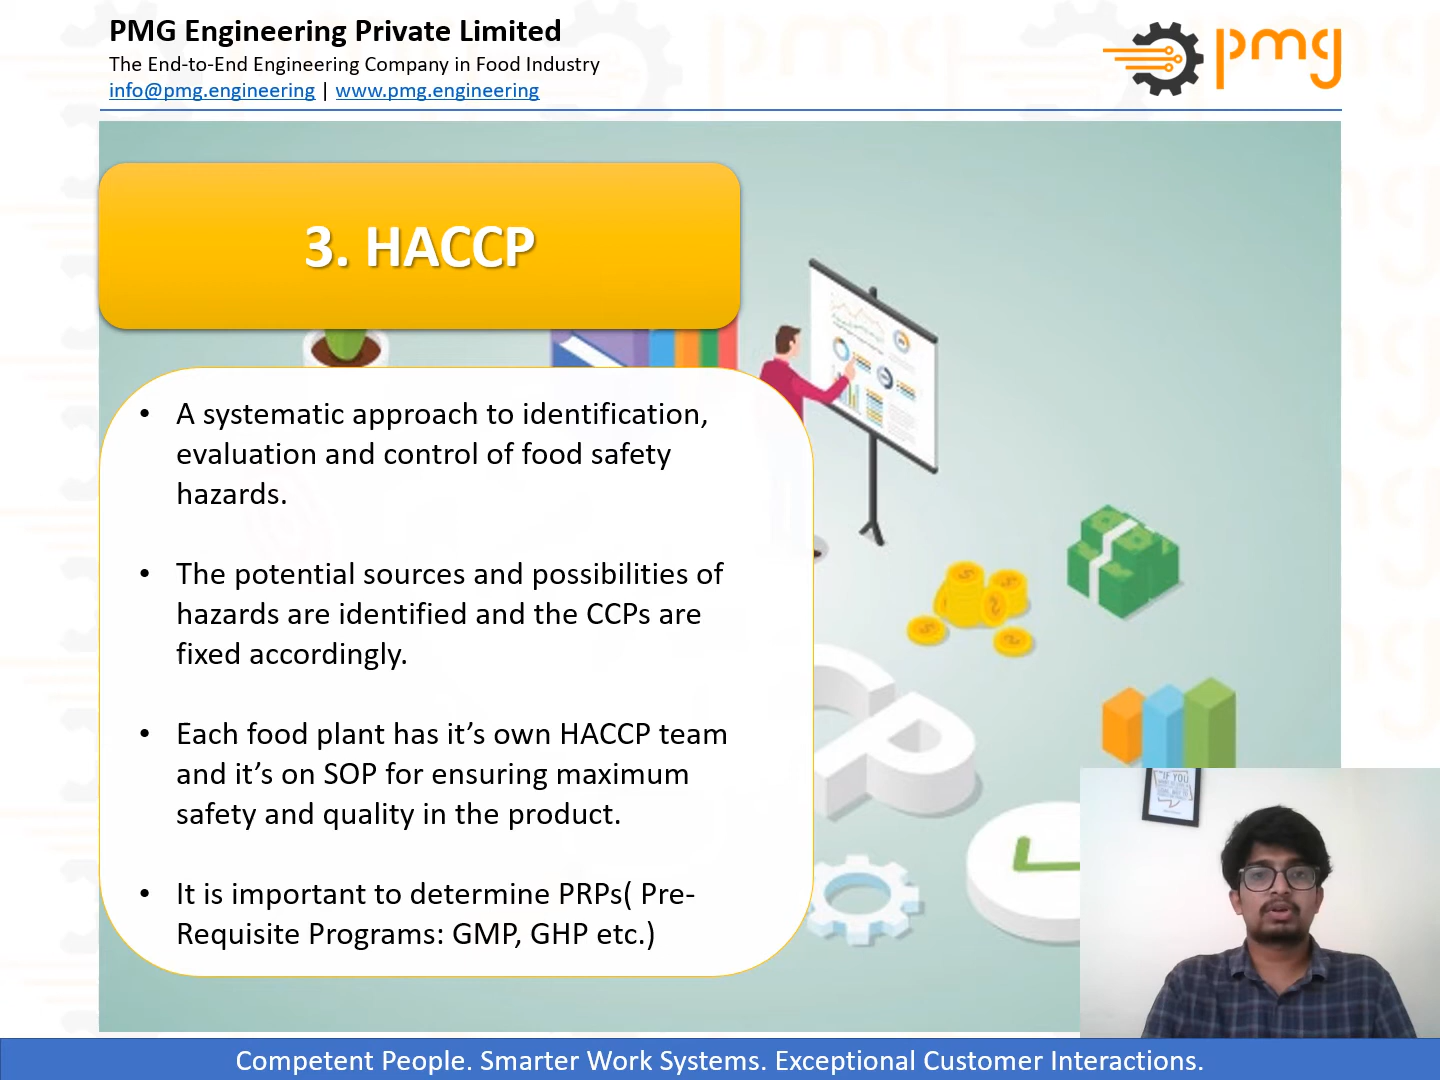 PMG Engineering Private Limited
The End-to-End Engineering Company in Food Industry
info@pmg.engineering | www.pmg.engineering
pmg
3. HACCP
• A systematic approach to identification,
evaluation and control of food safety
hazards.
• The potential sources and possibilities of
hazards are identified and the CCPs are
fixed accordingly.
• Each food plant has it’s own HACCP team
and it’s on SOP for ensuring maximum
safety and quality in the product.
• It is important to determine PRPs( Pre-
Requisite Programs: GMP, GHP etc.)
"IF YOU
Competent People. Smarter Work Systems. Exceptional Customer Interactions.